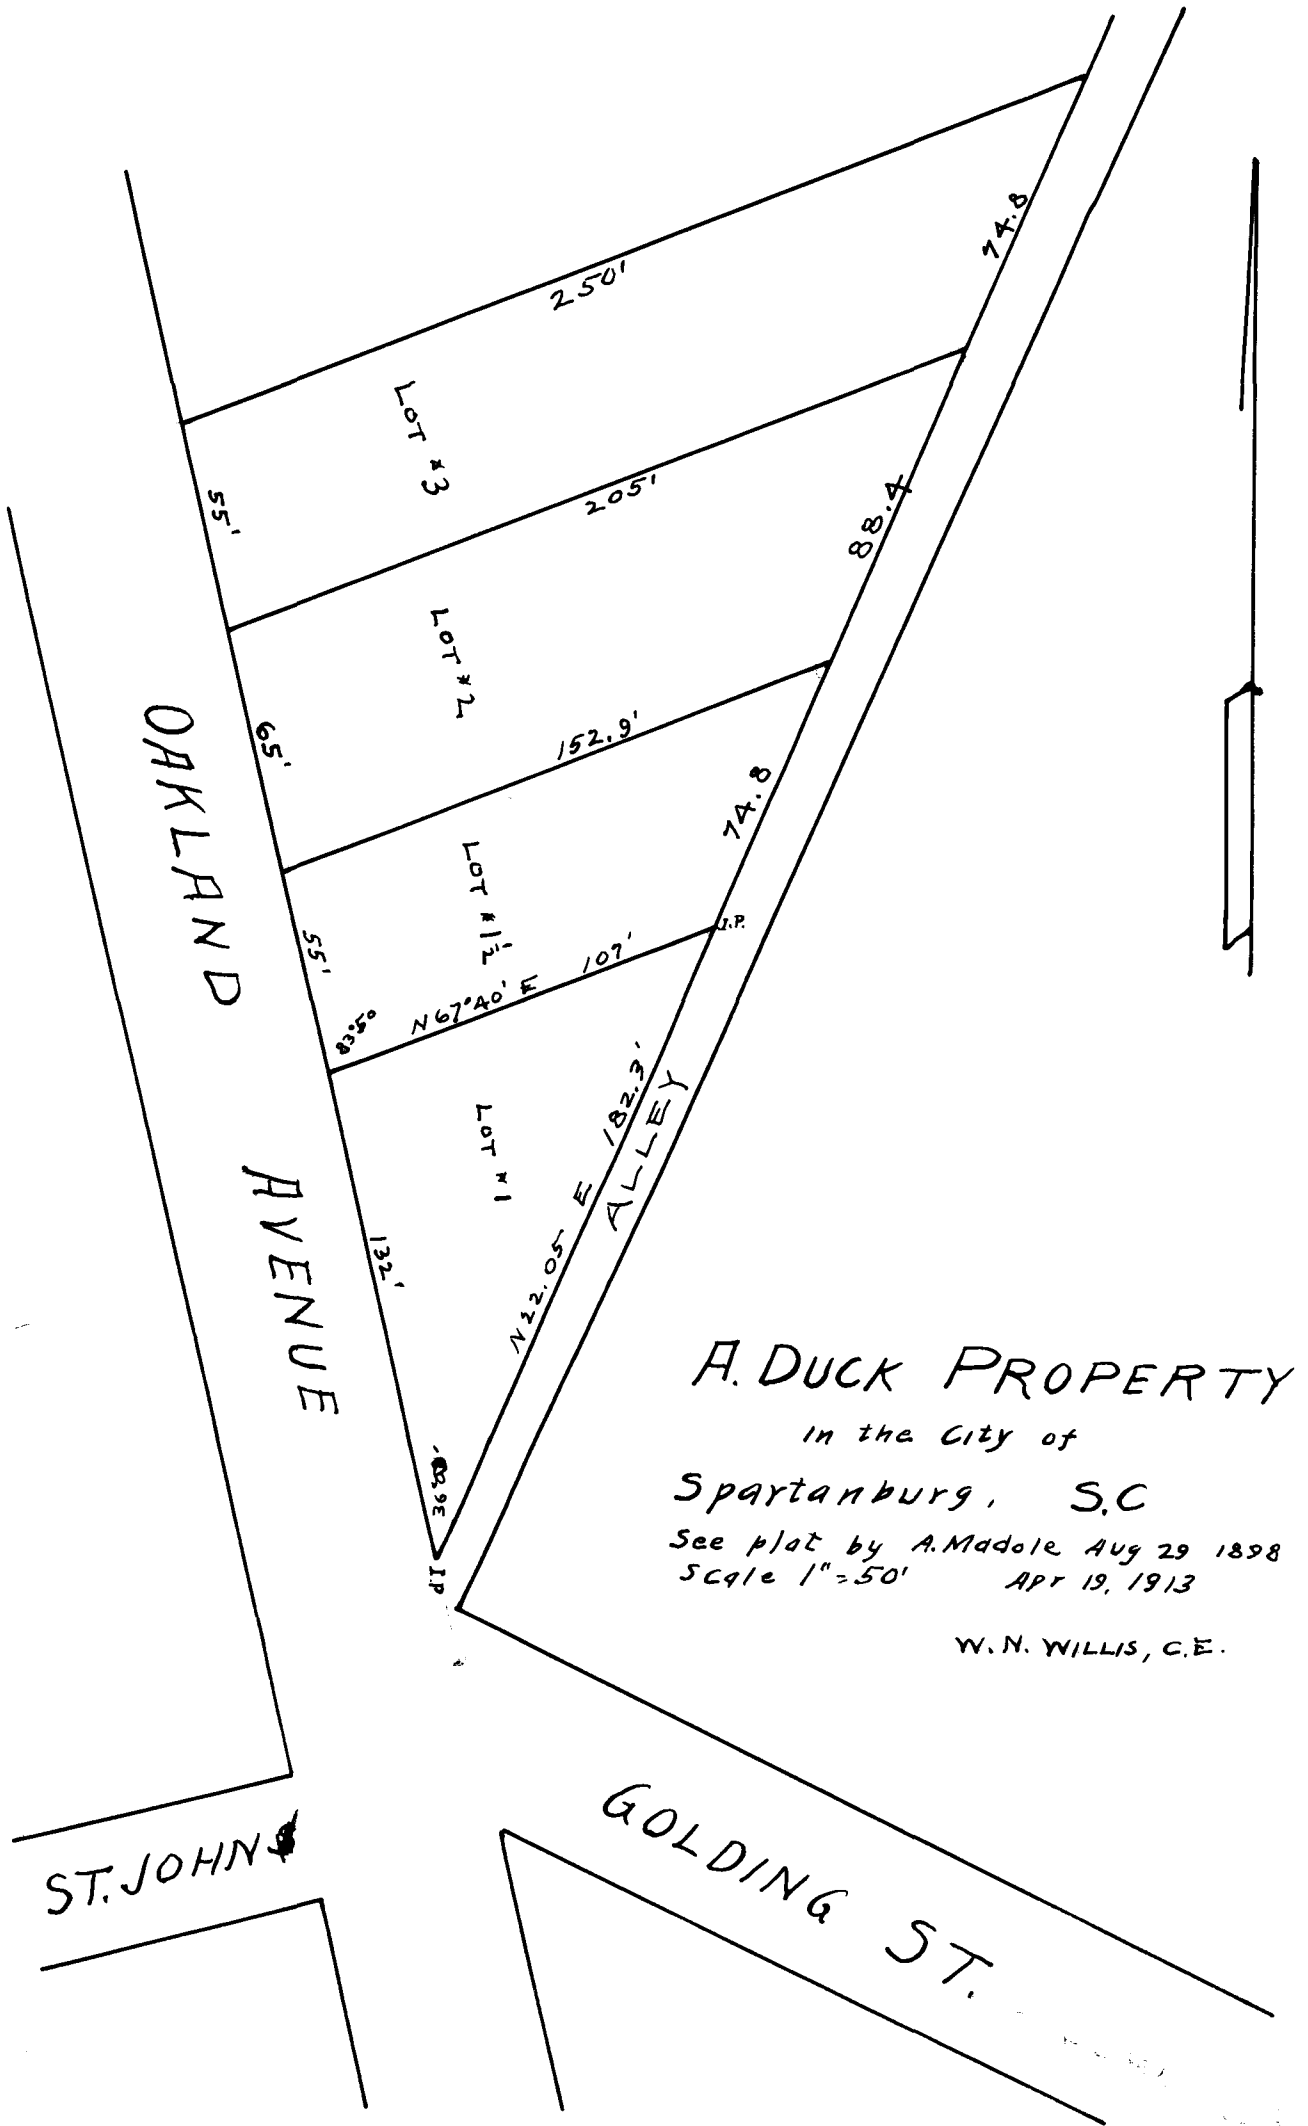 74.8
250'
LOT #3
205'
55'
88.4
LOT #2
65'
152.9'
74.8
OAKLAND AVENUE
LOT #1½
55'
I.P.
N 67°40' E 107'
83°50
LOT #1
N 22.05 E 182.3'
ALLEY
132'
I.P
A. DUCK PROPERTY
in the City of
Spartanburg, S.C
See plat by A. Madole Aug 29 1898
Scale 1"=50' Apr 19, 1913
W. N. WILLIS, C.E.
ST. JOHN
GOLDING ST.